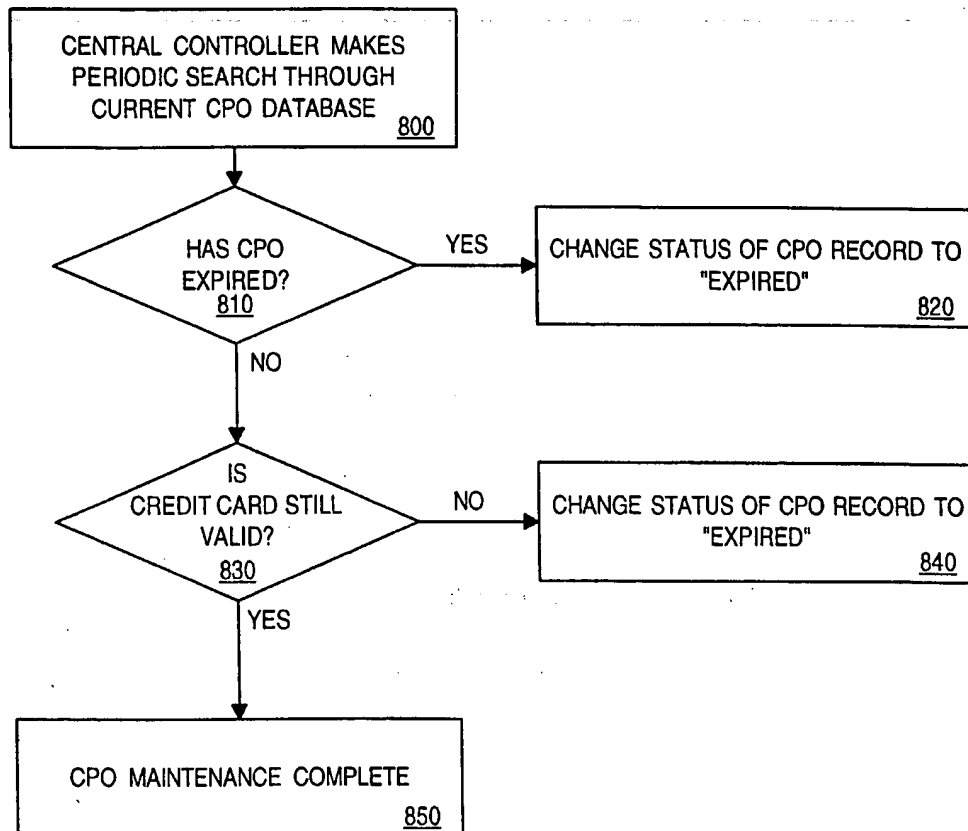 CENTRAL CONTROLLER MAKES
PERIODIC SEARCH THROUGH
CURRENT CPO DATABASE
800
HAS CPO
EXPIRED?
810
YES
CHANGE STATUS OF CPO RECORD TO
"EXPIRED"
820
NO
IS
CREDIT CARD STILL
VALID?
830
NO
CHANGE STATUS OF CPO RECORD TO
"EXPIRED"
840
YES
CPO MAINTENANCE COMPLETE
850